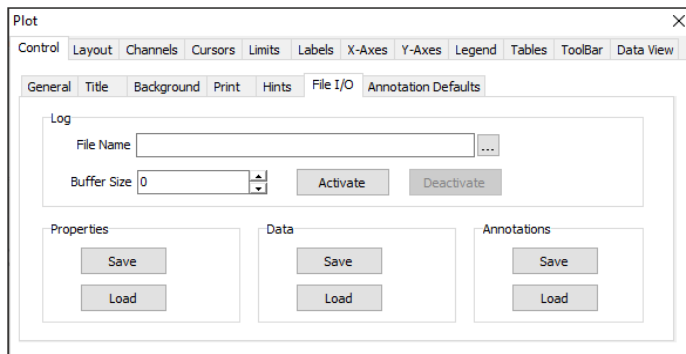 Plot
Control Layout Channels Cursors Limits Labels X-Axes Y-Axes Legend Tables ToolBar Data View
General Title Background Print Hints File I/O Annotation Defaults
Log
File Name ...
Buffer Size 0 Activate Deactivate
Properties Data Annotations
Save Save Save
Load Load Load